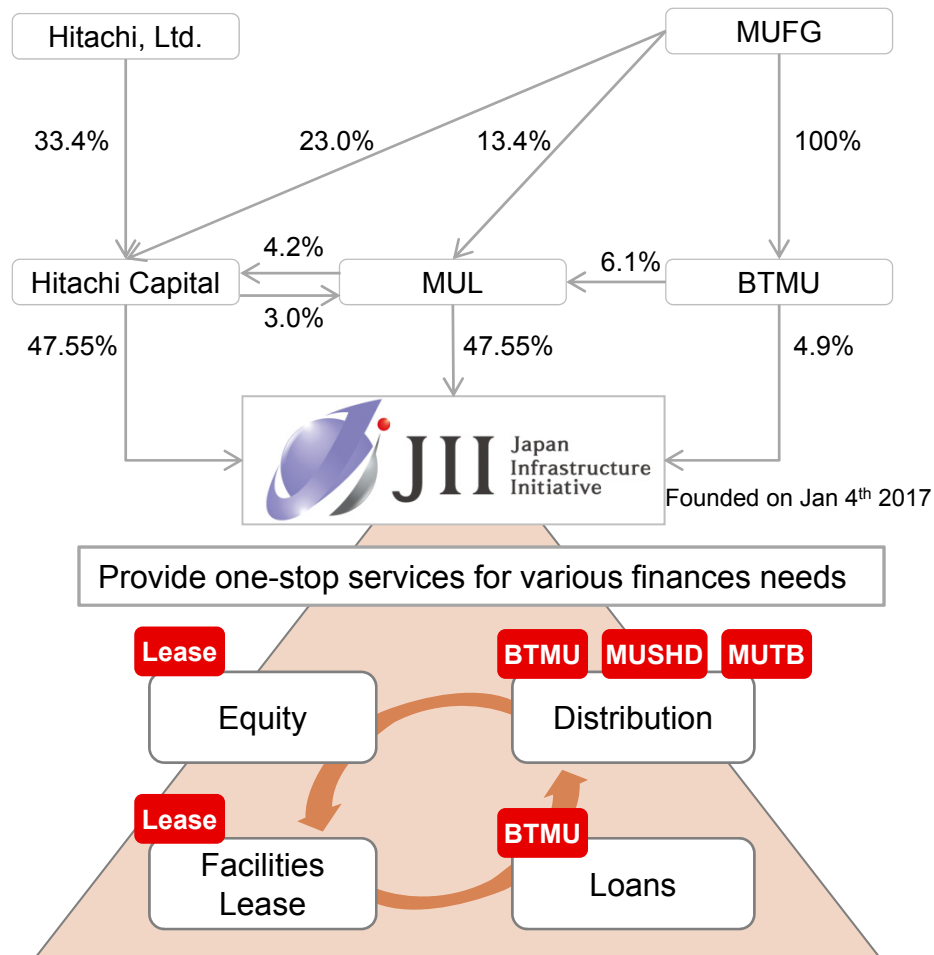 Hitachi, Ltd.
MUFG
33.4%
23.0%
13.4%
100%
4.2%
6.1%
Hitachi Capital
MUL
BTMU
3.0%
47.55%
47.55%
4.9%
JII
Japan
Infrastructure
Initiative
Founded on Jan 4th 2017
Provide one-stop services for various finances needs
Lease
BTMU
MUSHD
MUTB
Equity
Distribution
Lease
BTMU
Facilities
Lease
Loans